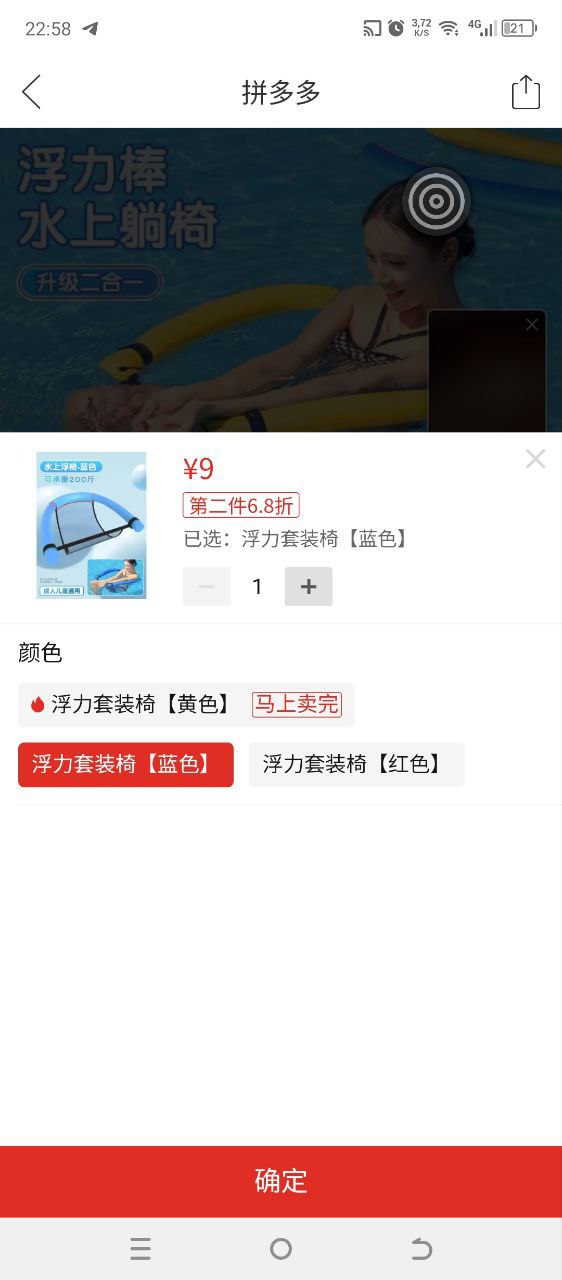 22:58
3,72
K/S
4G
21
拼多多
浮力棒
水上躺椅
升级二合一
水上浮椅-蓝色
可承重200斤
成人儿童通用
¥9
第二件6.8折
已选：浮力套装椅【蓝色】
1
颜色
浮力套装椅【黄色】 马上卖完
浮力套装椅【蓝色】 浮力套装椅【红色】
确定